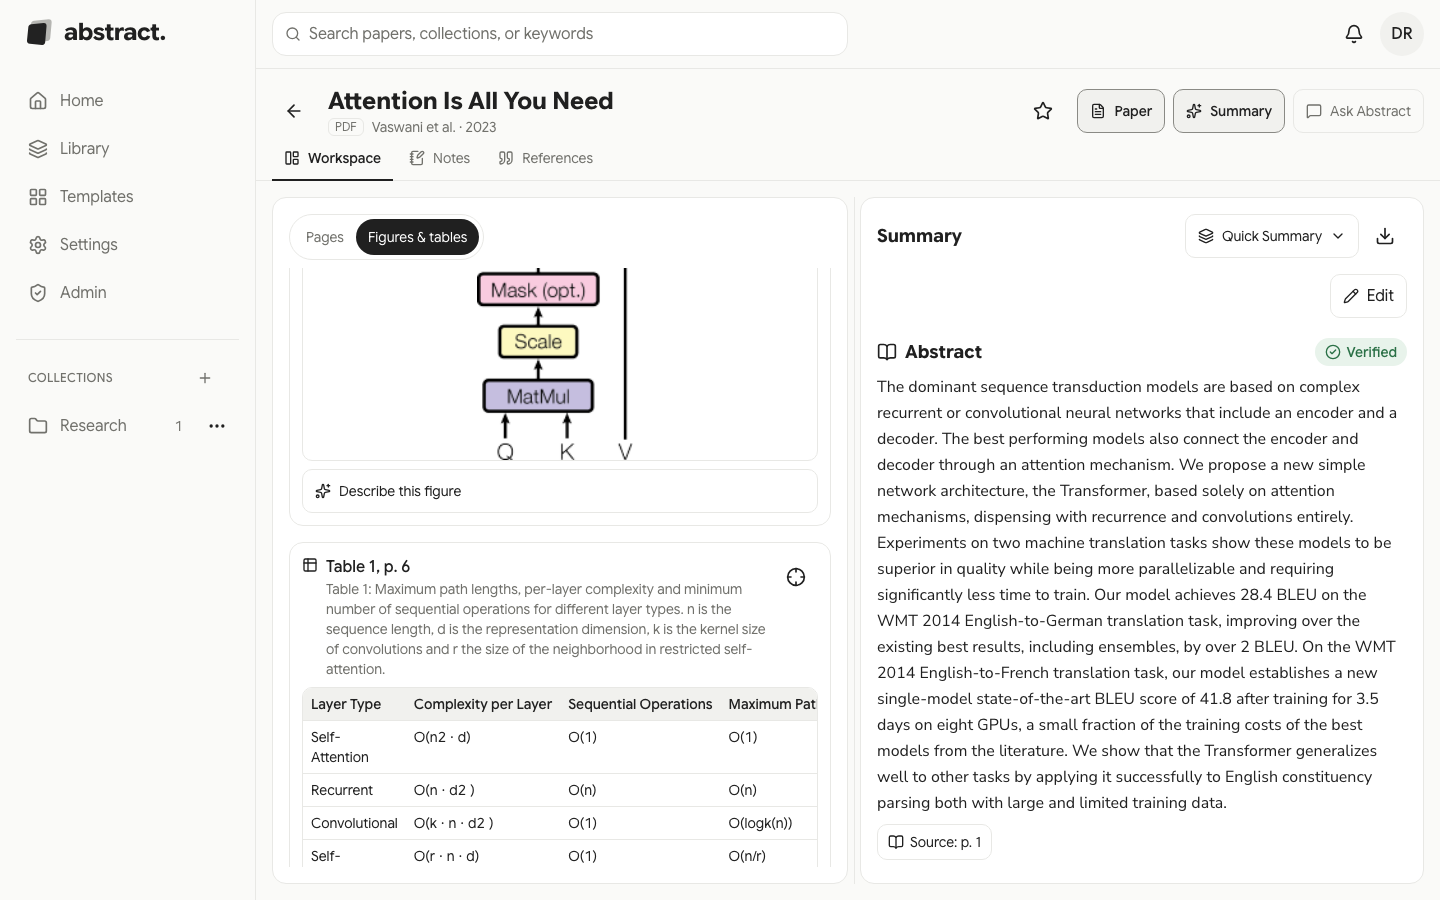 abstract.
Search papers, collections, or keywords
DR
Home
Library
Templates
Settings
Admin
COLLECTIONS
Research 1
Attention Is All You Need
PDF Vaswani et al. · 2023
Paper
Summary
Ask Abstract
Workspace
Notes
References
Pages
Figures & tables
Mask (opt.)
Scale
MatMul
Q K V
Describe this figure
Table 1, p. 6
Table 1: Maximum path lengths, per-layer complexity and minimum
number of sequential operations for different layer types. n is the
sequence length, d is the representation dimension, k is the kernel size
of convolutions and r the size of the neighborhood in restricted self-
attention.
Layer Type Complexity per Layer Sequential Operations Maximum
Self- O(n2 · d) O(1) O(1)
Attention
Recurrent O(n · d2 ) O(n) O(n)
Convolutional O(k · n · d2 ) O(1) O(logk(n))
Self- O(r · n · d) O(1) O(n/r)
Summary
Quick Summary
Edit
Abstract
Verified
The dominant sequence transduction models are based on complex
recurrent or convolutional neural networks that include an encoder and a
decoder. The best performing models also connect the encoder and
decoder through an attention mechanism. We propose a new simple
network architecture, the Transformer, based solely on attention
mechanisms, dispensing with recurrence and convolutions entirely.
Experiments on two machine translation tasks show these models to be
superior in quality while being more parallelizable and requiring
significantly less time to train. Our model achieves 28.4 BLEU on the
WMT 2014 English-to-German translation task, improving over the
existing best results, including ensembles, by over 2 BLEU. On the WMT
2014 English-to-French translation task, our model establishes a new
single-model state-of-the-art BLEU score of 41.8 after training for 3.5
days on eight GPUs, a small fraction of the training costs of the best
models from the literature. We show that the Transformer generalizes
well to other tasks by applying it successfully to English constituency
parsing both with large and limited training data.
Source: p. 1